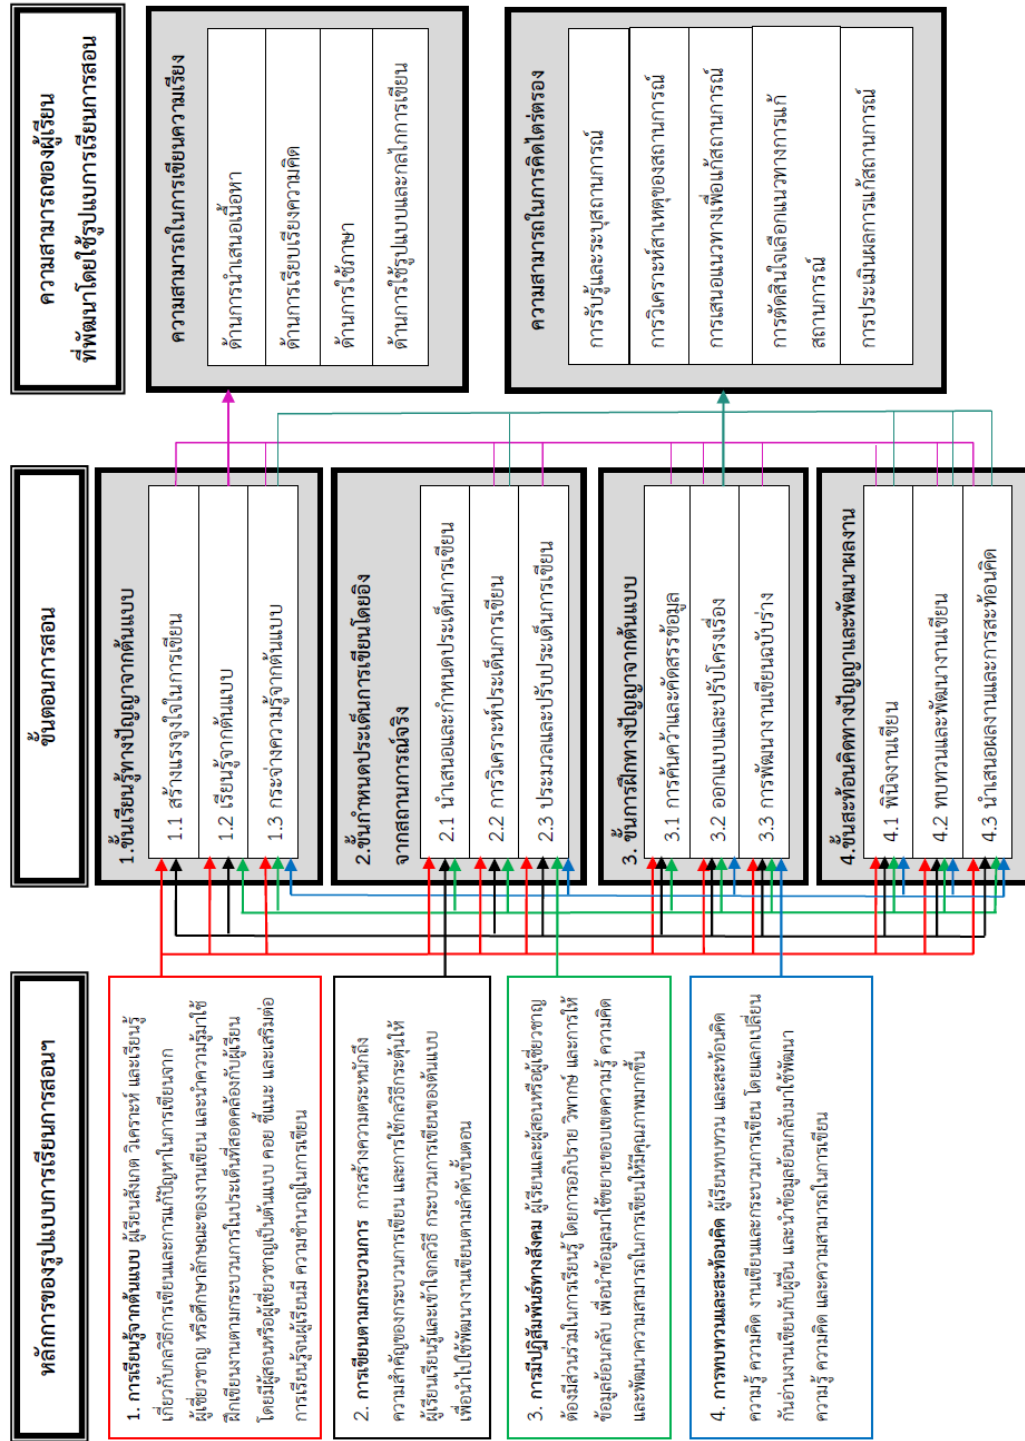 หลักการของรูปแบบการเรียนการสอนฯ
1. การเรียนรู้จากต้นแบบ ผู้เรียนสังเกต วิเคราะห์ และเรียนรู้
เกี่ยวกับกลวิธีการเขียนและการแก้ปัญหาในการเขียนจาก
ผู้เชี่ยวชาญ หรือศึกษาลักษณะของงานเขียน และนำความรู้มาใช้
ฝึกเขียนงานตามกระบวนการในประเด็นที่สอดคล้องกับผู้เรียน
โดยมีผู้สอนหรือผู้เชี่ยวชาญเป็นต้นแบบ คอย ชี้แนะ และเสริมต่อ
การเรียนรู้จนผู้เรียนมี ความชำนาญในการเขียน
2. การเขียนตามกระบวนการ การสร้างความตระหนักถึง
ความสำคัญของกระบวนการเขียน และการใช้กลวิธีกระตุ้นให้
ผู้เรียนเรียนรู้และเข้าใจกลวิธี กระบวนการเขียนของต้นแบบ
เพื่อนำไปใช้พัฒนางานเขียนตามลำดับขั้นตอน
3. การมีปฏิสัมพันธ์ทางสังคม ผู้เรียนและผู้สอนหรือผู้เชี่ยวชาญ
ต้องมีส่วนร่วมในการเรียนรู้ โดยการอภิปราย วิพากษ์ และการให้
ข้อมูลย้อนกลับ เพื่อนำข้อมูลมาใช้ขยายขอบเขตความรู้ ความคิด
และพัฒนาความสามารถในการเขียนให้มีคุณภาพมากขึ้น
4. การทบทวนและสะท้อนคิด ผู้เรียนทบทวน และสะท้อนคิด
ความรู้ ความคิด งานเขียนและกระบวนการเขียน โดยแลกเปลี่ยน
กันอ่านงานเขียนกับผู้อื่น และนำข้อมูลย้อนกลับมาใช้พัฒนา
ความรู้ ความคิด และความสามารถในการเขียน
ขั้นตอนการสอน
1.ขั้นเรียนรู้ทางปัญญาจากต้นแบบ
1.1 สร้างแรงจูงใจในการเขียน
1.2 เรียนรู้จากต้นแบบ
1.3 กระจ่างความรู้จากต้นแบบ
2.ขั้นกำหนดประเด็นการเขียนโดยอิง
จากสถานการณ์จริง
2.1 นำเสนอและกำหนดประเด็นการเขียน
2.2 การวิเคราะห์ประเด็นการเขียน
2.3 ประมวลและปรับประเด็นการเขียน
3. ขั้นการฝึกทางปัญญาจากต้นแบบ
3.1 การค้นคว้าและคัดสรรข้อมูล
3.2 ออกแบบและปรับโครงเรื่อง
3.3 การพัฒนางานเขียนฉบับร่าง
4.ขั้นสะท้อนคิดทางปัญญาและพัฒนาผลงาน
4.1 พินิจงานเขียน
4.2 ทบทวนและพัฒนางานเขียน
4.3 นำเสนอผลงานและการสะท้อนคิด
ความสามารถของผู้เรียน
ที่พัฒนาโดยใช้รูปแบบการเรียนการสอน
ความสามารถในการเขียนความเรียง
ด้านการนำเสนอเนื้อหา
ด้านการเรียบเรียงความคิด
ด้านการใช้ภาษา
ด้านการใช้รูปแบบและกลไกการเขียน
ความสามารถในการคิดไตร่ตรอง
การรับรู้และระบุสถานการณ์
การวิเคราะห์สาเหตุของสถานการณ์
การเสนอแนวทางเพื่อแก้สถานการณ์
การตัดสินใจเลือกแนวทางการแก้
สถานการณ์
การประเมินผลการแก้สถานการณ์